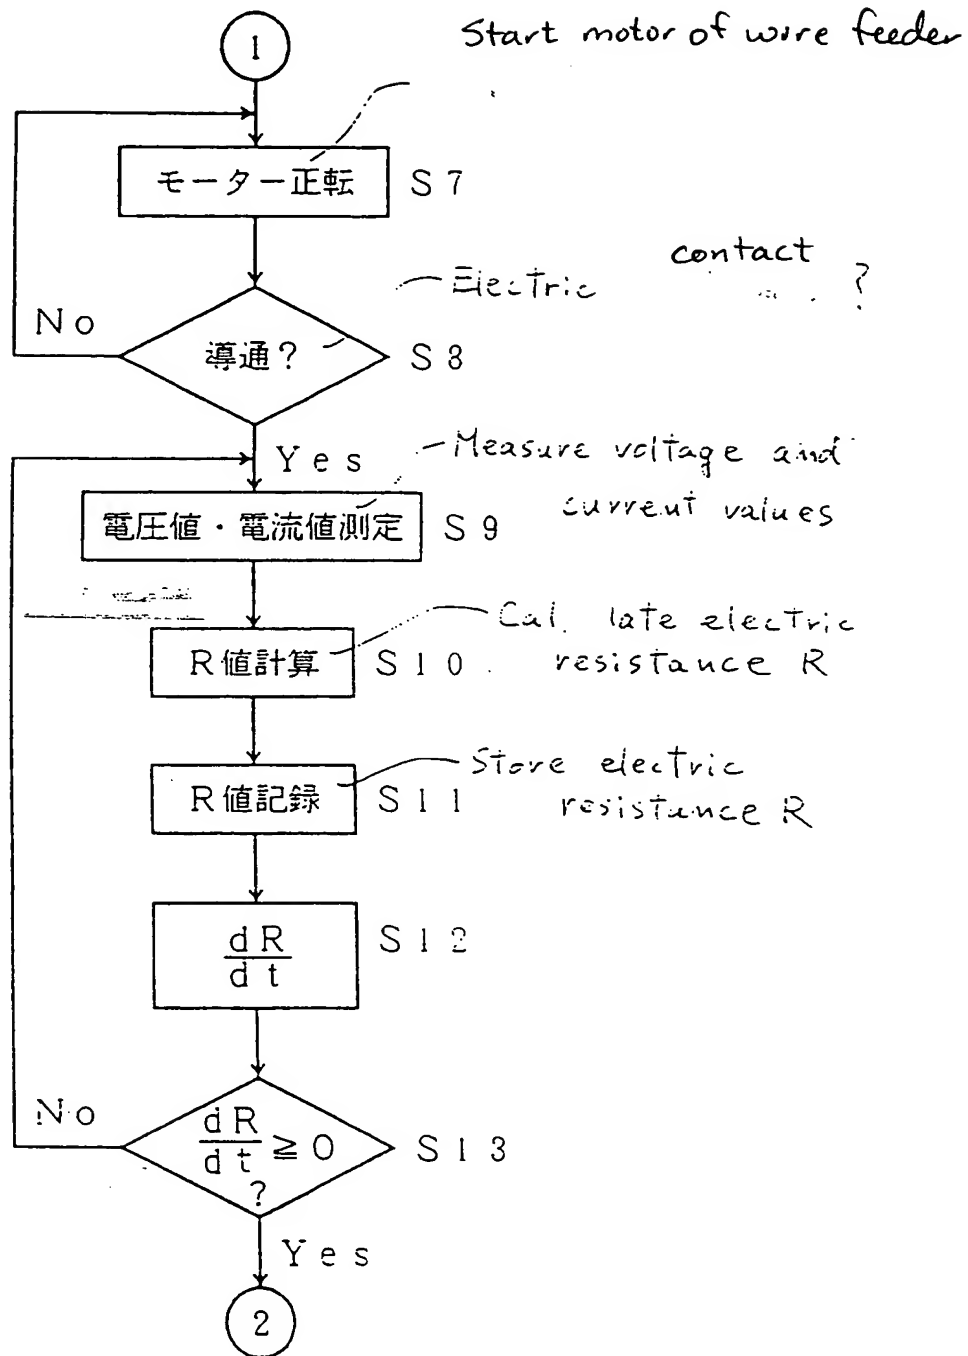 Start motor of wire feeder
1
モーター正転 S7
Electric contact ?
No
導通? S8
Yes
Measure voltage and
current values
電圧値・電流値測定 S9
Cal late electric
R値計算 S10
resistance R
Store electric
R値記録 S11
resistance R
dR
dt
S12
No
dR
dt
≧0
?
S13
Yes
2